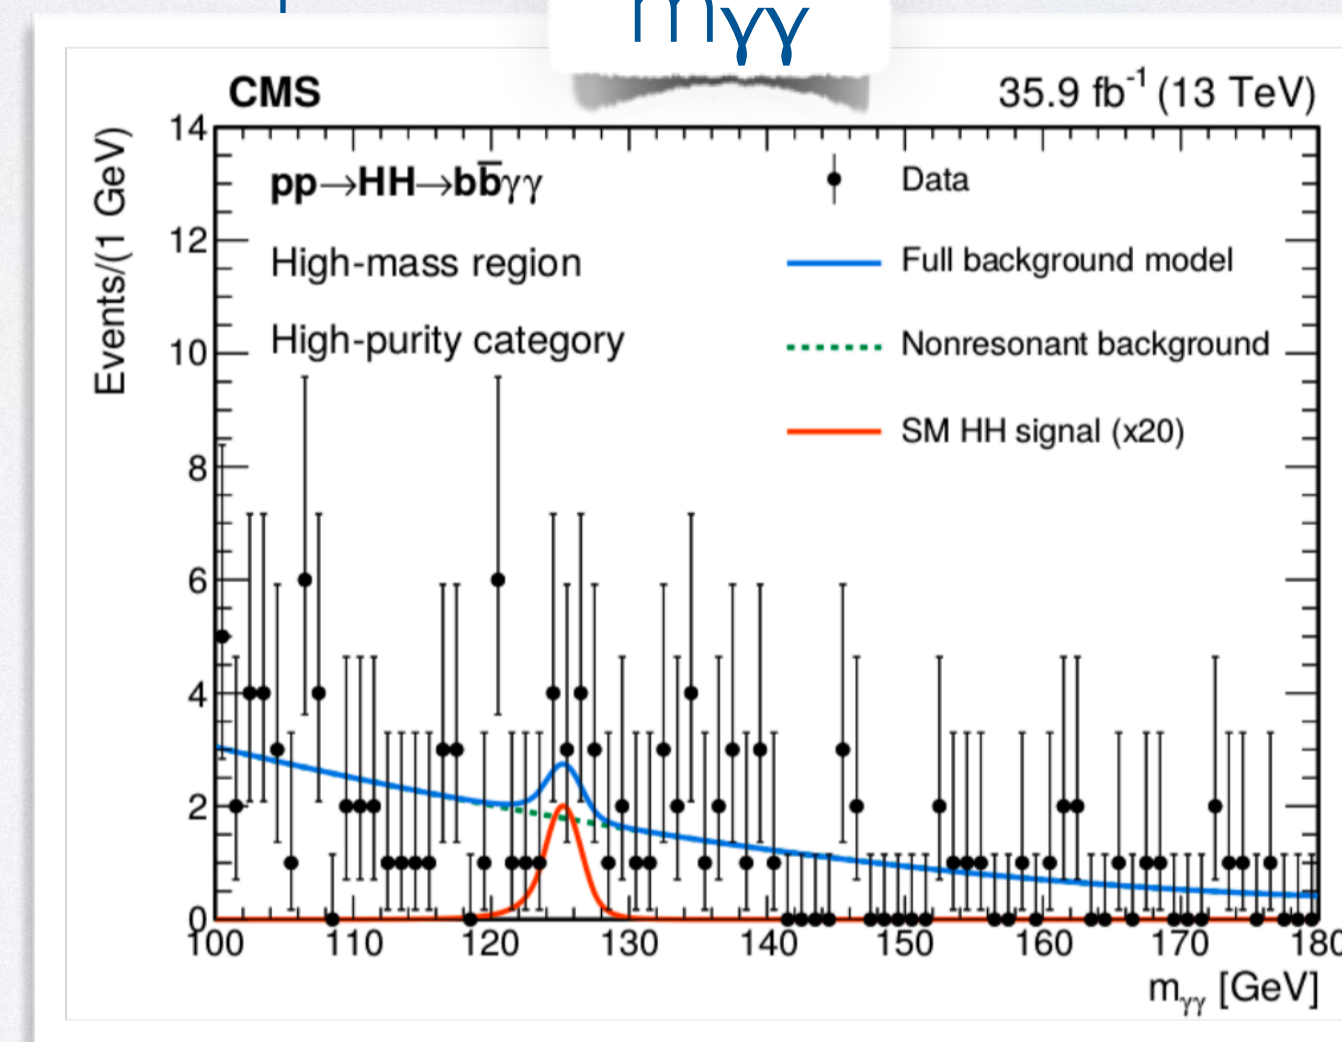 mγγ
CMS
35.9 fb⁻¹ (13 TeV)
Events/(1 GeV)
14
12
10
8
6
4
2
0
pp→HH→bb̅γγ
High-mass region
High-purity category
Data
Full background model
Nonresonant background
SM HH signal (x20)
100 110 120 130 140 150 160 170 180
mγγ [GeV]